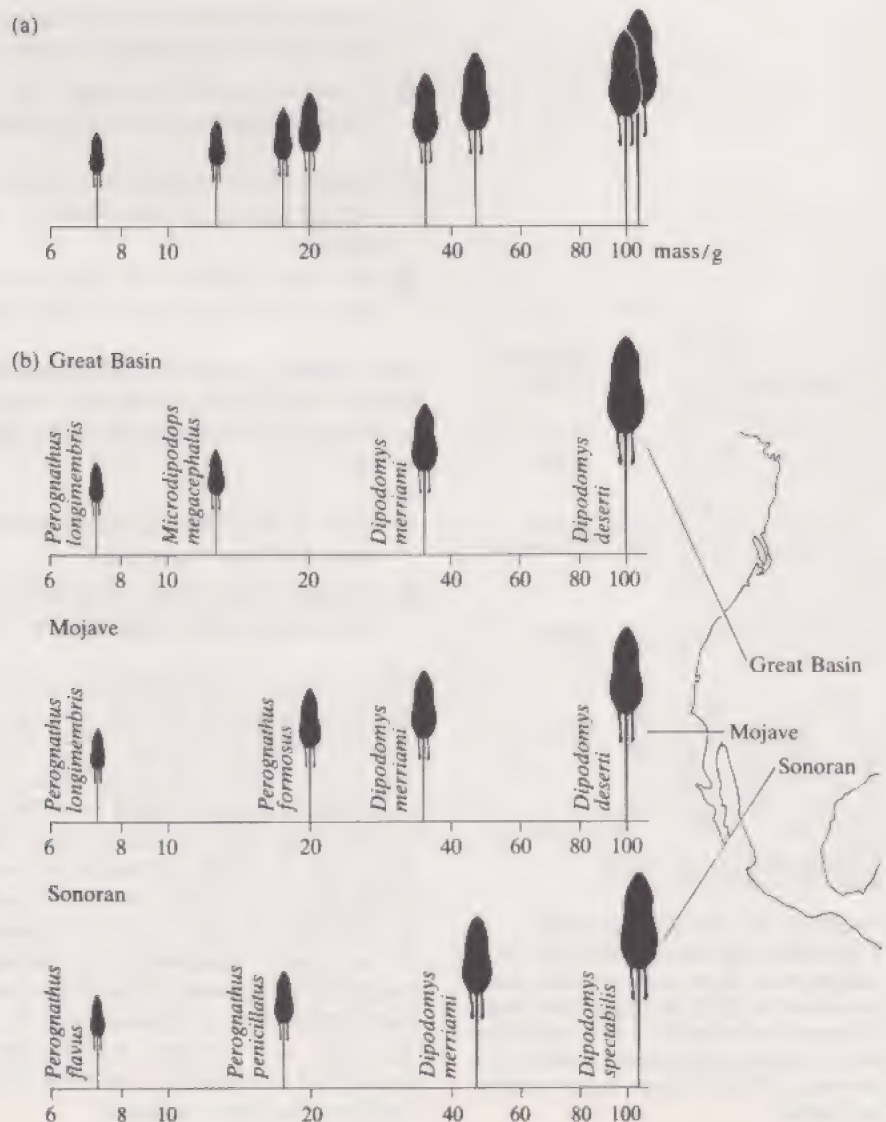 (a)
6 8 10 20 40 60 80 100 mass/g
(b) Great Basin
Perognathus
longimembris
Microdipodops
megacephalus
Dipodomys
merriami
Dipodomys
deserti
6 8 10 20 40 60 80 100
Great Basin
Mojave
Sonoran
Mojave
Perognathus
longimembris
Perognathus
formosus
Dipodomys
merriami
Dipodomys
deserti
6 8 10 20 40 60 80 100
Sonoran
Perognathus
flavus
Perognathus
penicillatus
Dipodomys
merriami
Dipodomys
spectabilis
6 8 10 20 40 60 80 100